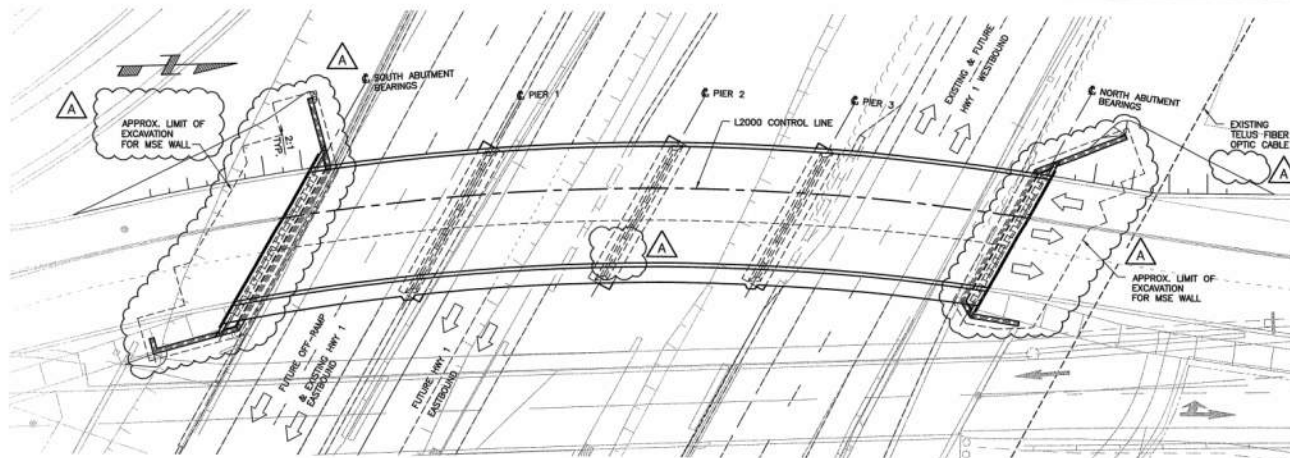 A
A
APPROX. LIMIT OF
EXCAVATION
FOR MSE WALL
2:1
TYP.
℄ SOUTH ABUTMENT
BEARINGS
℄ PIER 1
℄ PIER 2
L2000 CONTROL LINE
℄ PIER 3
EXISTING & FUTURE
HWY 1 WESTBOUND
℄ NORTH ABUTMENT
BEARINGS
EXISTING
TELUS FIBER
OPTIC CABLE
A
A
A
APPROX. LIMIT OF
EXCAVATION
FOR MSE WALL
FUTURE OFF-RAMP
& EXISTING HWY 1
EASTBOUND
FUTURE HWY 1
EASTBOUND